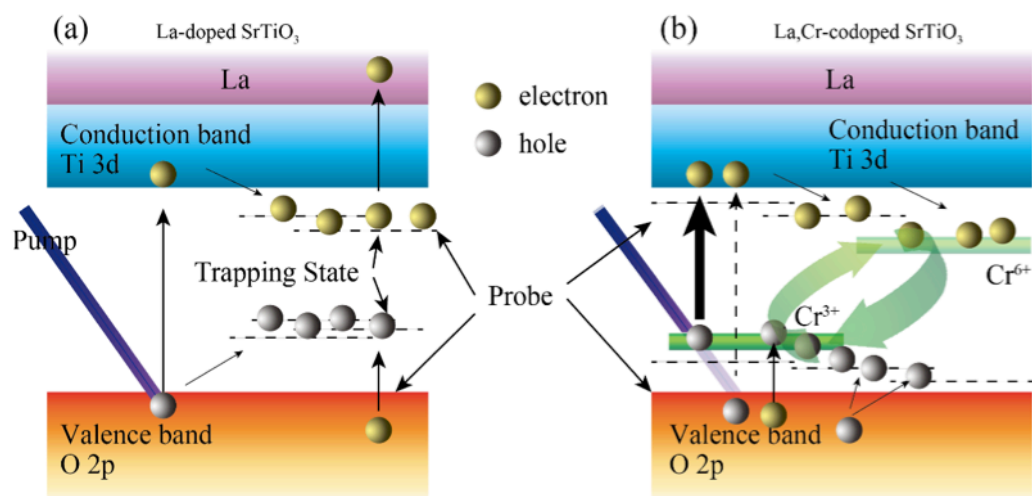 (a)
La-doped SrTiO₃
La
Conduction band
Ti 3d
Pump
Trapping State
Valence band
O 2p
electron
hole
Probe
(b)
La,Cr-codoped SrTiO₃
Conduction band
Ti 3d
Cr⁶⁺
Cr³⁺
Valence band
O 2p